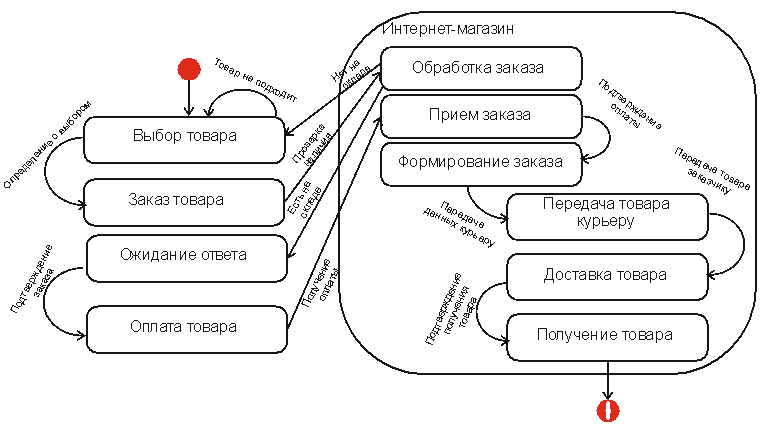 Интернет-магазин
Товар не подходит
Нет на
складе
Обработка заказа
Выбор товара
Определение с выбором
Проверка
наличия
Прием заказа
Подтверждение
оплаты
Формирование заказа
Заказ товара
Есть на
складе
Передача
данных курьеру
Передача товара
курьеру
Передача товара
заказчику
Ожидание ответа
Подтверждение
заказа
Получение
оплаты
Доставка товара
Подтверждение
получения
товара
Оплата товара
Получение товара